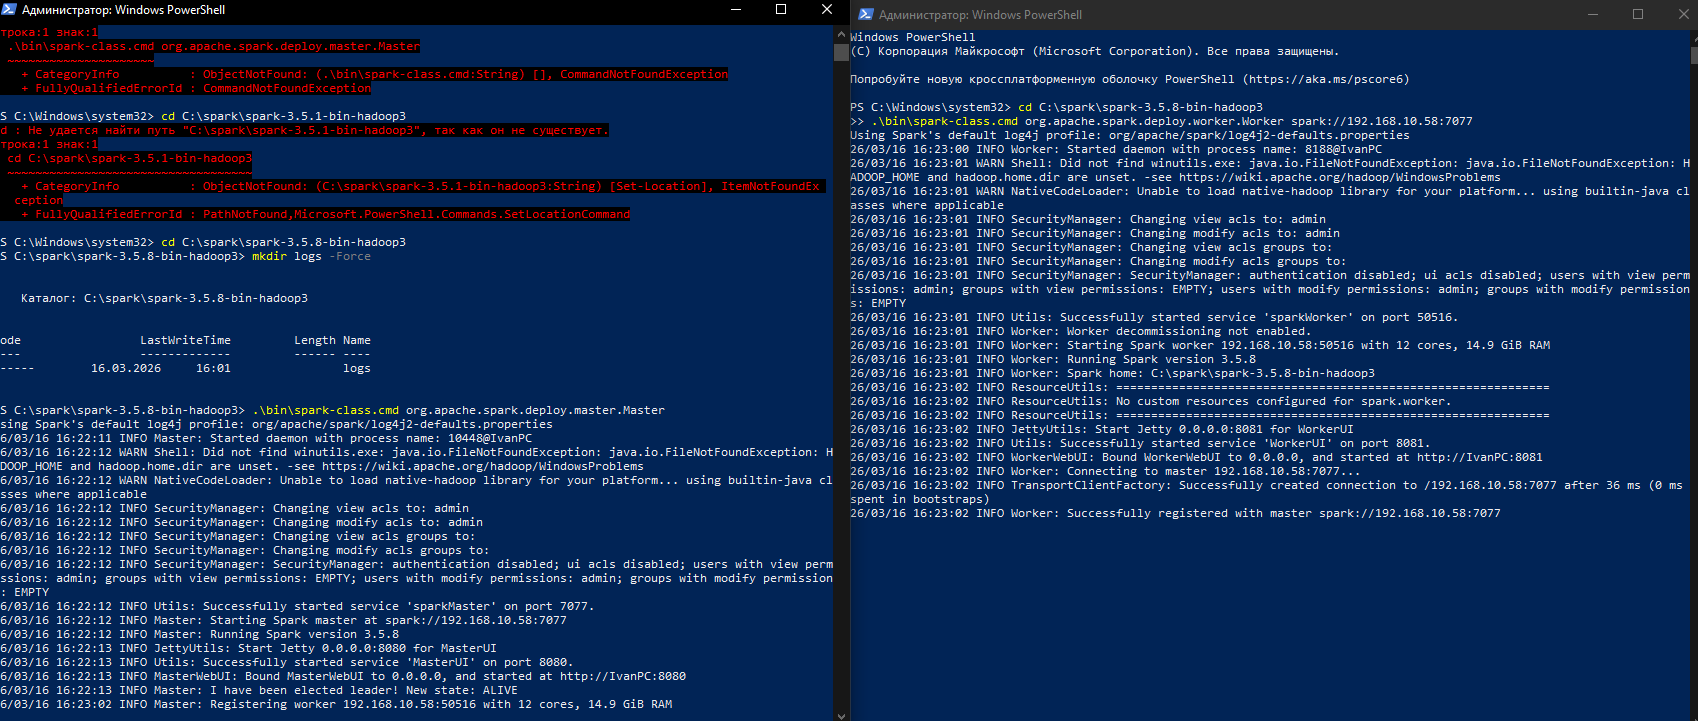 Администратор: Windows PowerShell
трока:1 знак:1
.\bin\spark-class.cmd org.apache.spark.deploy.master.Master
~~~~~~~~~~~~~~~~~~~~~
+ CategoryInfo          : ObjectNotFound: (.\bin\spark-class.cmd:String) [], CommandNotFoundException
+ FullyQualifiedErrorId : CommandNotFoundException
S C:\Windows\system32> cd C:\spark\spark-3.5.1-bin-hadoop3
d : Не удается найти путь "C:\spark\spark-3.5.1-bin-hadoop3", так как он не существует.
трока:1 знак:1
cd C:\spark\spark-3.5.1-bin-hadoop3
~~~~~~~~~~~~~~~~~~~~~~~~~~~~~~~~~~~
+ CategoryInfo          : ObjectNotFound: (C:\spark\spark-3.5.1-bin-hadoop3:String) [Set-Location], ItemNotFoundEx
ception
+ FullyQualifiedErrorId : PathNotFound,Microsoft.PowerShell.Commands.SetLocationCommand
S C:\Windows\system32> cd C:\spark\spark-3.5.8-bin-hadoop3
S C:\spark\spark-3.5.8-bin-hadoop3> mkdir logs -Force
Каталог: C:\spark\spark-3.5.8-bin-hadoop3
ode                 LastWriteTime         Length Name
---                 -------------         ------ ----
-----        16.03.2026     16:01                logs
S C:\spark\spark-3.5.8-bin-hadoop3> .\bin\spark-class.cmd org.apache.spark.deploy.master.Master
sing Spark's default log4j profile: org/apache/spark/log4j2-defaults.properties
6/03/16 16:22:11 INFO Master: Started daemon with process name: 10448@IvanPC
6/03/16 16:22:12 WARN Shell: Did not find winutils.exe: java.io.FileNotFoundException: java.io.FileNotFoundException: H
DOOP_HOME and hadoop.home.dir are unset. -see https://wiki.apache.org/hadoop/WindowsProblems
6/03/16 16:22:12 WARN NativeCodeLoader: Unable to load native-hadoop library for your platform... using builtin-java cl
sses where applicable
6/03/16 16:22:12 INFO SecurityManager: Changing view acls to: admin
6/03/16 16:22:12 INFO SecurityManager: Changing modify acls to: admin
6/03/16 16:22:12 INFO SecurityManager: Changing view acls groups to:
6/03/16 16:22:12 INFO SecurityManager: Changing modify acls groups to:
6/03/16 16:22:12 INFO SecurityManager: SecurityManager: authentication disabled; ui acls disabled; users with view perm
ssions: admin; groups with view permissions: EMPTY; users with modify permissions: admin; groups with modify permission
: EMPTY
6/03/16 16:22:12 INFO Utils: Successfully started service 'sparkMaster' on port 7077.
6/03/16 16:22:12 INFO Master: Starting Spark master at spark://192.168.10.58:7077
6/03/16 16:22:12 INFO Master: Running Spark version 3.5.8
6/03/16 16:22:13 INFO JettyUtils: Start Jetty 0.0.0.0:8080 for MasterUI
6/03/16 16:22:13 INFO Utils: Successfully started service 'MasterUI' on port 8080.
6/03/16 16:22:13 INFO MasterWebUI: Bound MasterWebUI to 0.0.0.0, and started at http://IvanPC:8080
6/03/16 16:22:13 INFO Master: I have been elected leader! New state: ALIVE
6/03/16 16:23:02 INFO Master: Registering worker 192.168.10.58:50516 with 12 cores, 14.9 GiB RAM
Администратор: Windows PowerShell
Windows PowerShell
(C) Корпорация Майкрософт (Microsoft Corporation). Все права защищены.
Попробуйте новую кроссплатформенную оболочку PowerShell (https://aka.ms/pscore6)
PS C:\Windows\system32> cd C:\spark\spark-3.5.8-bin-hadoop3
>> .\bin\spark-class.cmd org.apache.spark.deploy.worker.Worker spark://192.168.10.58:7077
Using Spark's default log4j profile: org/apache/spark/log4j2-defaults.properties
26/03/16 16:23:00 INFO Worker: Started daemon with process name: 8188@IvanPC
26/03/16 16:23:01 WARN Shell: Did not find winutils.exe: java.io.FileNotFoundException: java.io.FileNotFoundException: H
ADOOP_HOME and hadoop.home.dir are unset. -see https://wiki.apache.org/hadoop/WindowsProblems
26/03/16 16:23:01 WARN NativeCodeLoader: Unable to load native-hadoop library for your platform... using builtin-java cl
asses where applicable
26/03/16 16:23:01 INFO SecurityManager: Changing view acls to: admin
26/03/16 16:23:01 INFO SecurityManager: Changing modify acls to: admin
26/03/16 16:23:01 INFO SecurityManager: Changing view acls groups to:
26/03/16 16:23:01 INFO SecurityManager: Changing modify acls groups to:
26/03/16 16:23:01 INFO SecurityManager: SecurityManager: authentication disabled; ui acls disabled; users with view perm
issions: admin; groups with view permissions: EMPTY; users with modify permissions: admin; groups with modify permission
s: EMPTY
26/03/16 16:23:01 INFO Utils: Successfully started service 'sparkWorker' on port 50516.
26/03/16 16:23:01 INFO Worker: Worker decommissioning not enabled.
26/03/16 16:23:01 INFO Worker: Starting Spark worker 192.168.10.58:50516 with 12 cores, 14.9 GiB RAM
26/03/16 16:23:01 INFO Worker: Running Spark version 3.5.8
26/03/16 16:23:01 INFO Worker: Spark home: C:\spark\spark-3.5.8-bin-hadoop3
26/03/16 16:23:02 INFO ResourceUtils: ==============================================================
26/03/16 16:23:02 INFO ResourceUtils: No custom resources configured for spark.worker.
26/03/16 16:23:02 INFO ResourceUtils: ==============================================================
26/03/16 16:23:02 INFO JettyUtils: Start Jetty 0.0.0.0:8081 for WorkerUI
26/03/16 16:23:02 INFO Utils: Successfully started service 'WorkerUI' on port 8081.
26/03/16 16:23:02 INFO WorkerWebUI: Bound WorkerWebUI to 0.0.0.0, and started at http://IvanPC:8081
26/03/16 16:23:02 INFO Worker: Connecting to master 192.168.10.58:7077...
26/03/16 16:23:02 INFO TransportClientFactory: Successfully created connection to /192.168.10.58:7077 after 36 ms (0 ms
spent in bootstraps)
26/03/16 16:23:02 INFO Worker: Successfully registered with master spark://192.168.10.58:7077